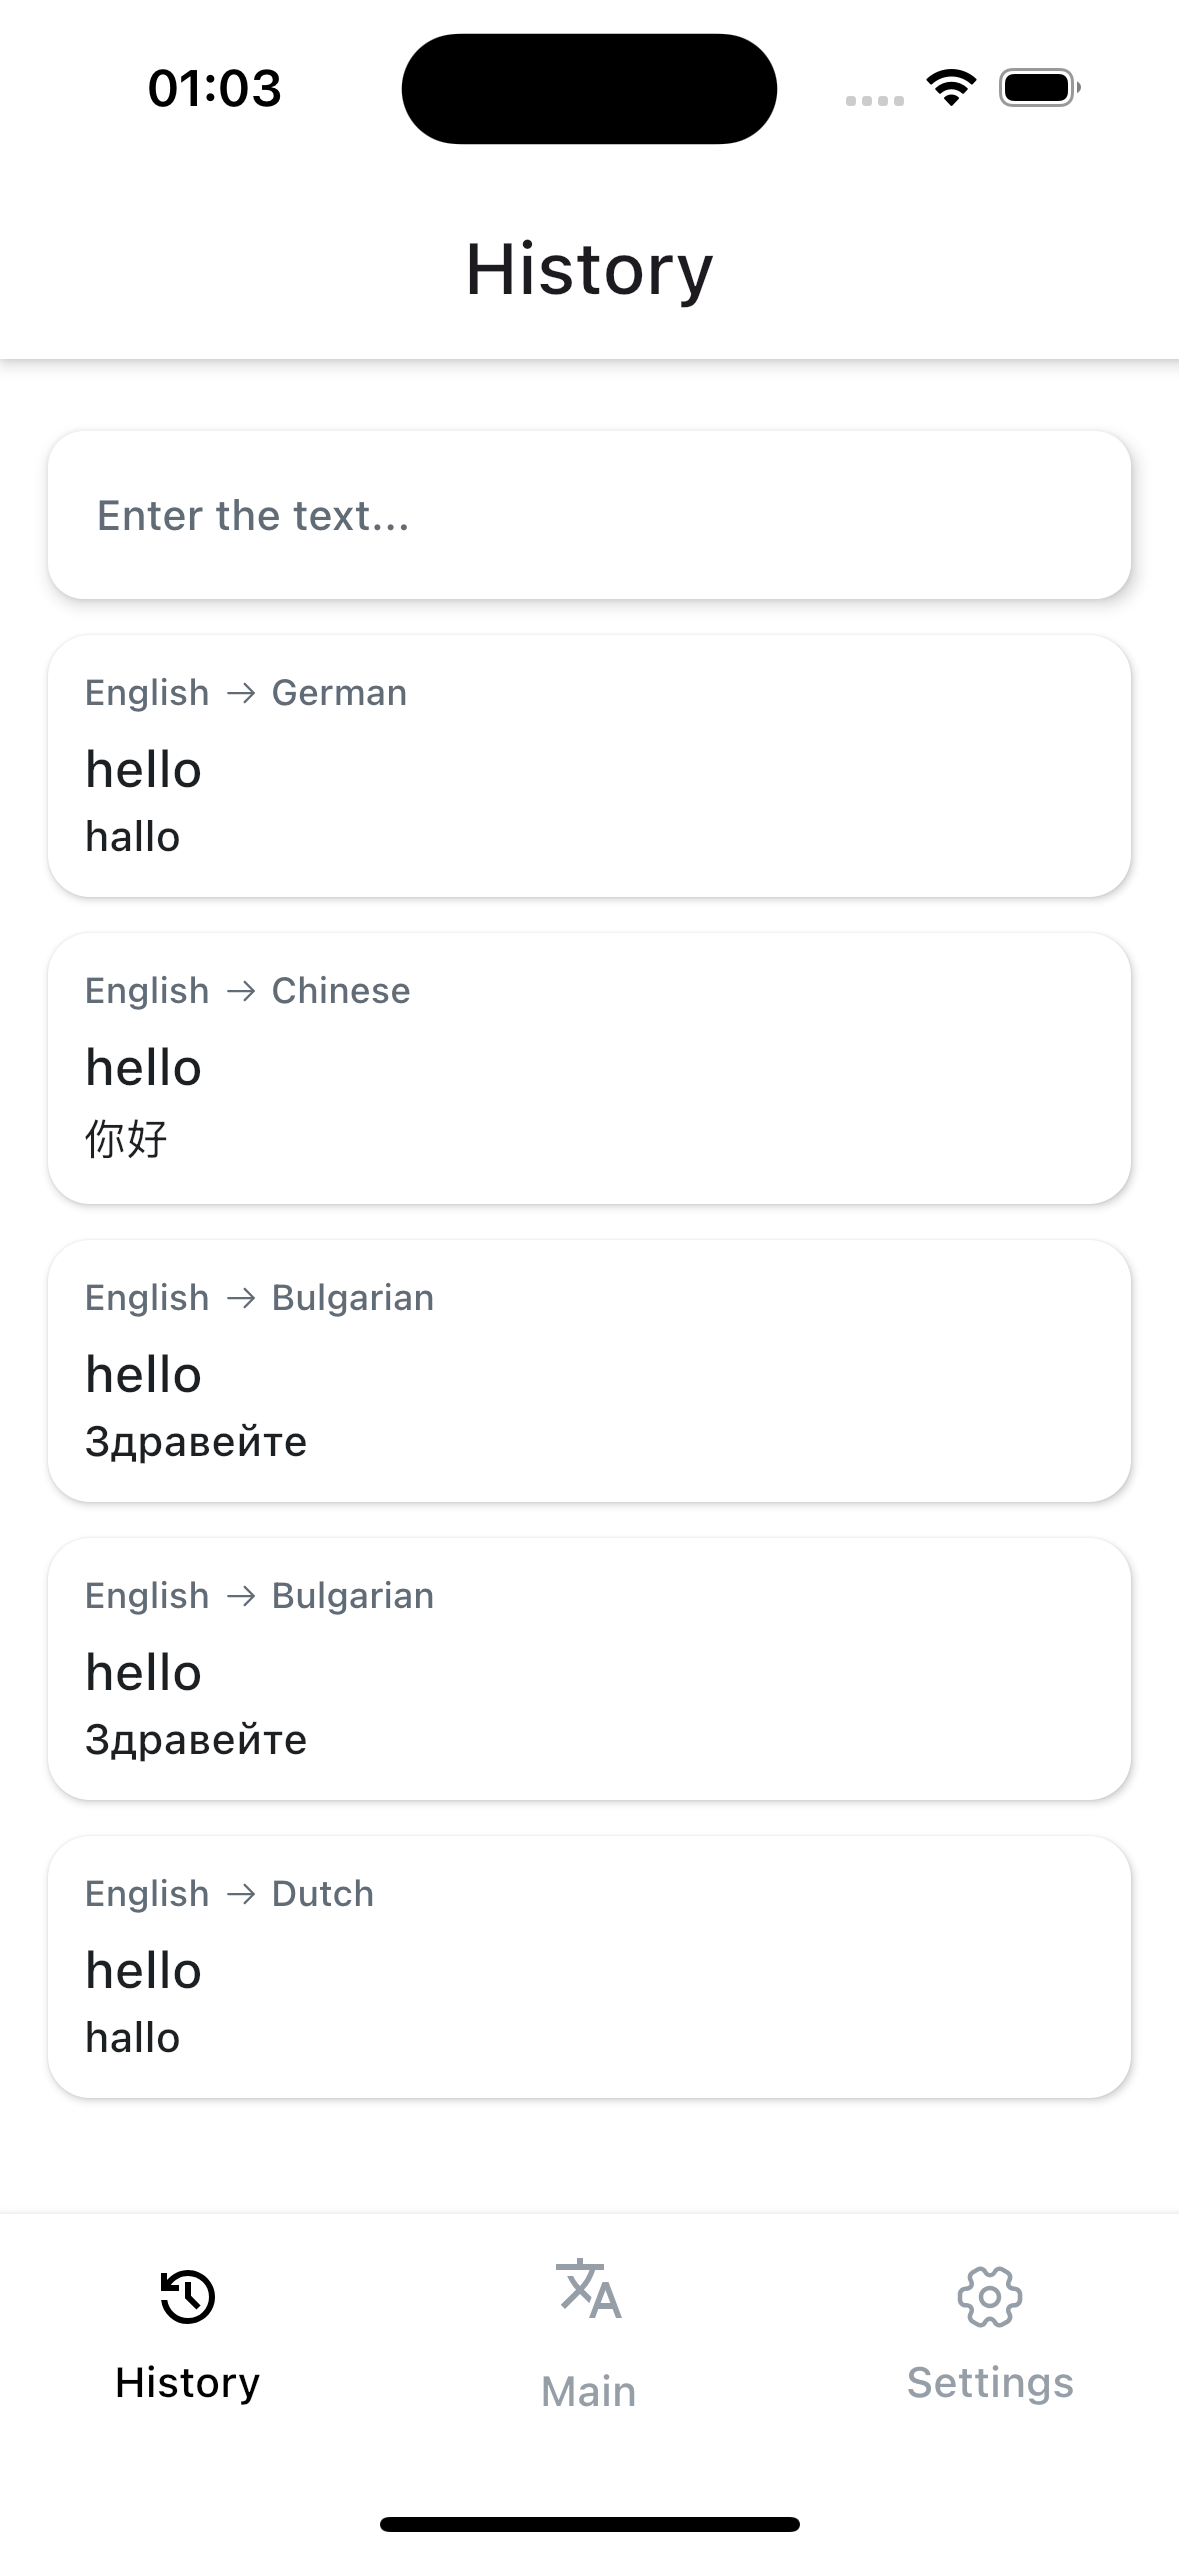 01:03
History
Enter the text...
English → German
hello
hallo
English → Chinese
hello
你好
English → Bulgarian
hello
Здравейте
English → Bulgarian
hello
Здравейте
English → Dutch
hello
hallo
History
Main
Settings